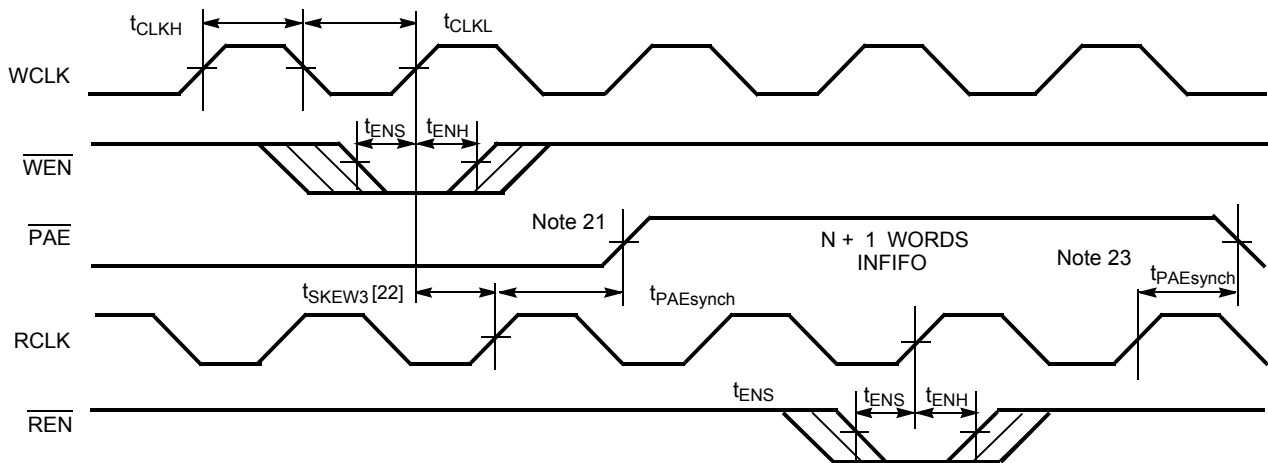 tCLKH
tCLKL
WCLK
tENS tENH
WEN
Note 21
PAE
N + 1 WORDS
INFIFO
Note 23
tSKEW3 [22]
tPAEsynch
tPAEsynch
RCLK
tENS
tENS tENH
REN